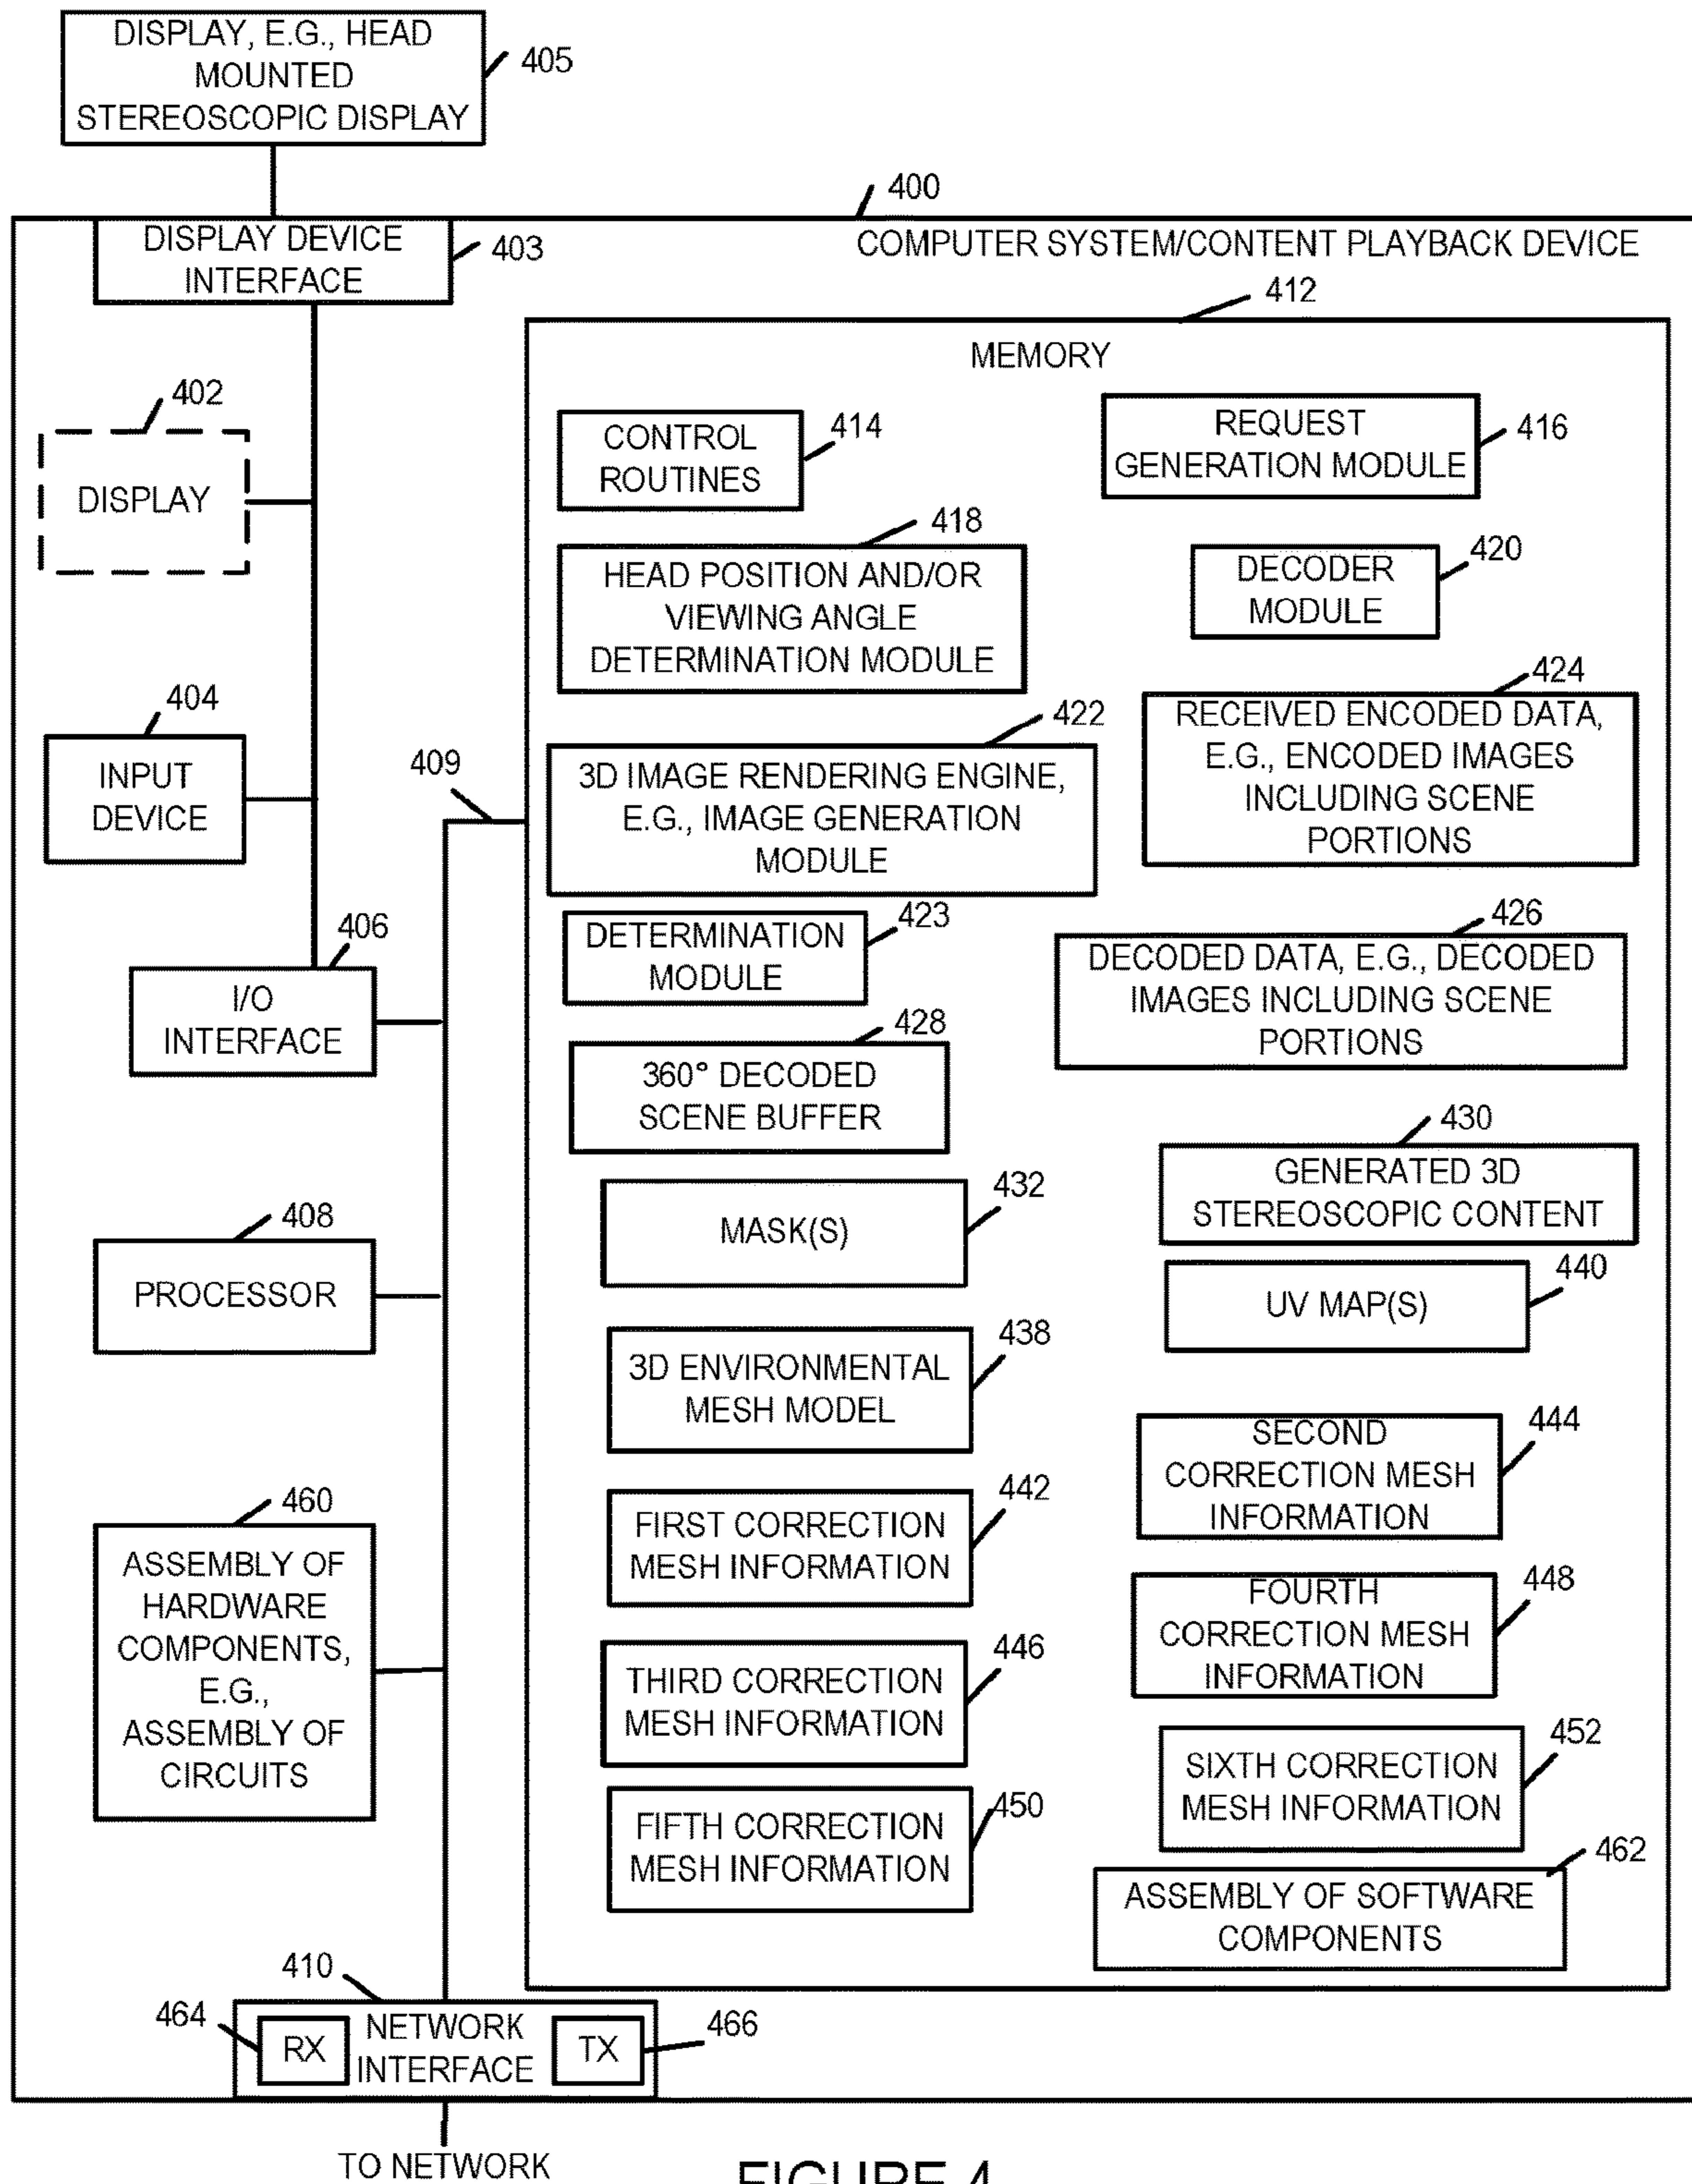 DISPLAY, E.G., HEAD
MOUNTED
STEREOSCOPIC DISPLAY
405
400
DISPLAY DEVICE
INTERFACE
403
COMPUTER SYSTEM/CONTENT PLAYBACK DEVICE
412
MEMORY
402
DISPLAY
CONTROL
ROUTINES
414
REQUEST
GENERATION MODULE
416
418
HEAD POSITION AND/OR
VIEWING ANGLE
DETERMINATION MODULE
420
DECODER
MODULE
404
INPUT
DEVICE
409
422
3D IMAGE RENDERING ENGINE,
E.G., IMAGE GENERATION
MODULE
424
RECEIVED ENCODED DATA,
E.G., ENCODED IMAGES
INCLUDING SCENE
PORTIONS
406
I/O
INTERFACE
DETERMINATION
MODULE
423
426
DECODED DATA, E.G., DECODED
IMAGES INCLUDING SCENE
PORTIONS
428
360° DECODED
SCENE BUFFER
430
GENERATED 3D
STEREOSCOPIC CONTENT
408
PROCESSOR
MASK(S)
432
UV MAP(S)
440
3D ENVIRONMENTAL
MESH MODEL
438
SECOND
CORRECTION MESH
INFORMATION
444
460
ASSEMBLY OF
HARDWARE
COMPONENTS,
E.G.,
ASSEMBLY OF
CIRCUITS
FIRST CORRECTION
MESH INFORMATION
442
FOURTH
CORRECTION MESH
INFORMATION
448
THIRD CORRECTION
MESH INFORMATION
446
SIXTH CORRECTION
MESH INFORMATION
452
FIFTH CORRECTION
MESH INFORMATION
450
462
ASSEMBLY OF SOFTWARE
COMPONENTS
410
464
RX
NETWORK
INTERFACE
TX
466
TO NETWORK
FIGURE 4